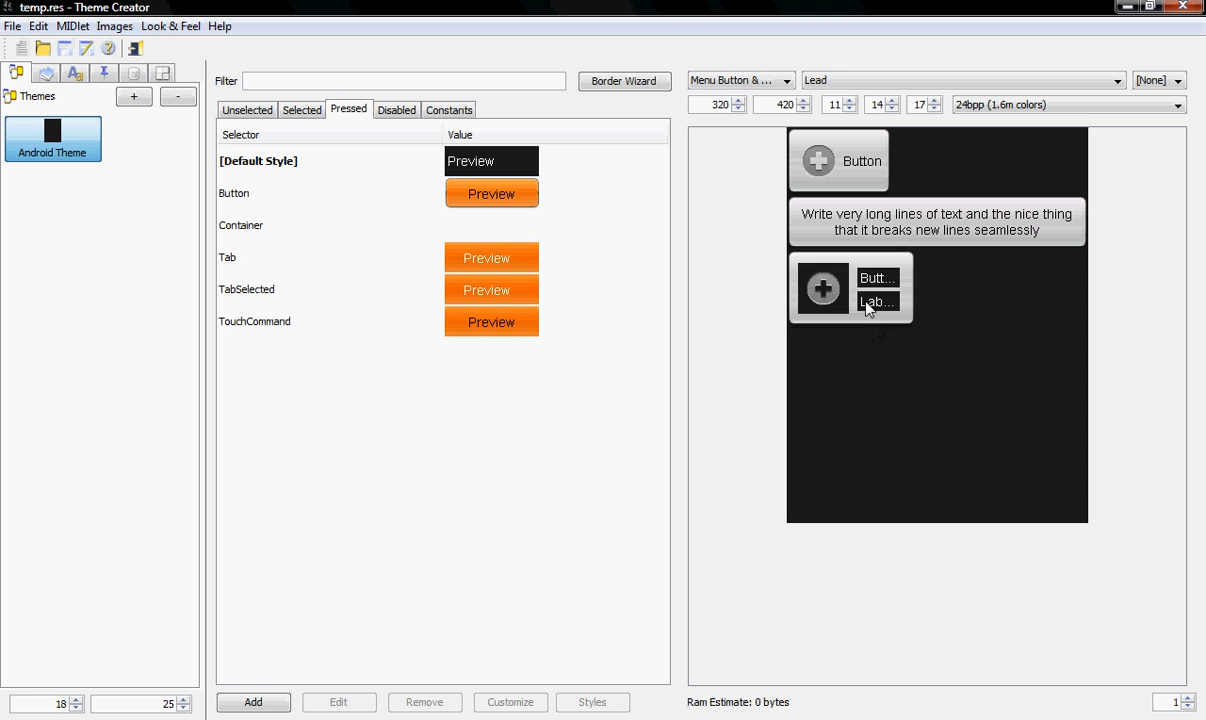 temp.res - Theme Creator
File Edit MIDlet Images Look & Feel Help
Themes
+ -
Android Theme
18 25
Filter
Border Wizard
Unselected Selected Pressed Disabled Constants
Selector Value
[Default Style] Preview
Button Preview
Container
Tab Preview
TabSelected Preview
TouchCommand Preview
Add Edit Remove Customize Styles
Menu Button & ... Lead [None]
320 420 11 14 17 24bpp (1.6m colors)
Button
Write very long lines of text and the nice thing
that it breaks new lines seamlessly
Butt...
Lab...
Ram Estimate: 0 bytes
1